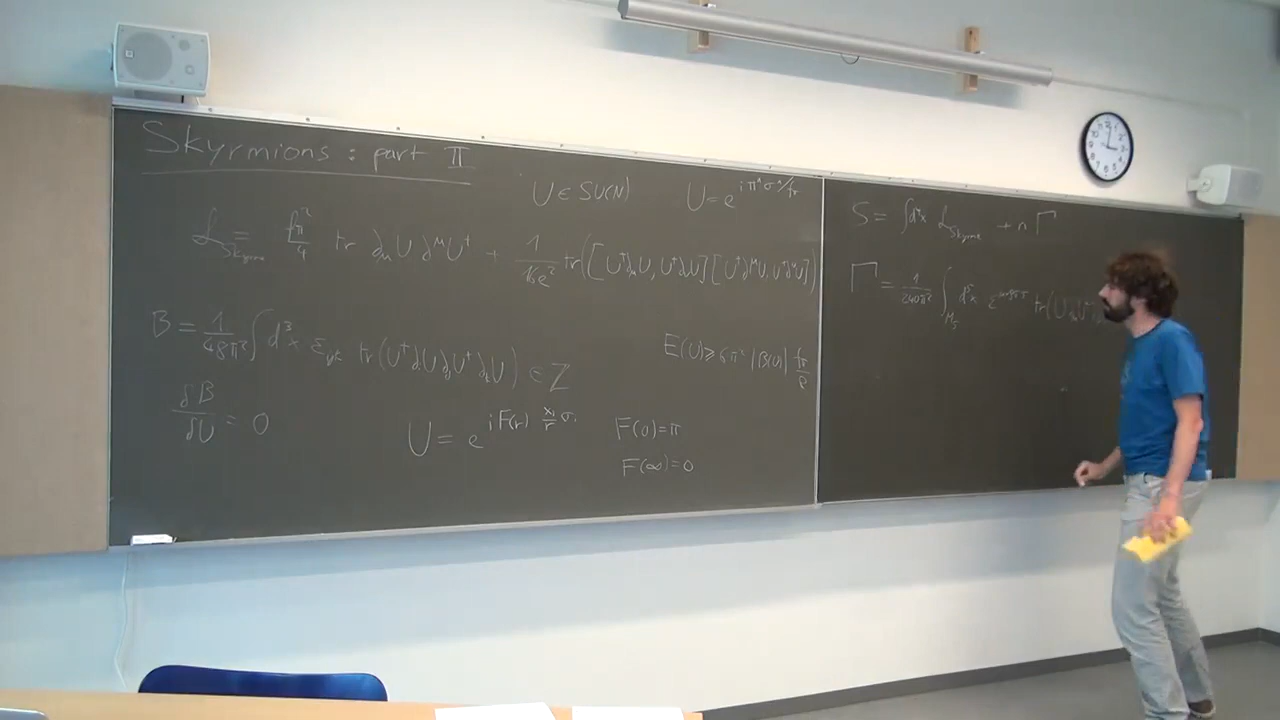 Skyrmions: part II
U ∈ SU(N) U = e^{iπ^a σ^a/f_π}
ℒ_Skyrme = f_π²/4 tr ∂_μU ∂^μU† + 1/16e² tr([U†∂_μU, U†∂_νU][U†∂^μU, U†∂^νU])
B = 1/48π² ∫d³x ε_ijk tr(U†∂_iU ∂_jU† ∂_kU) ∈ Z
E(U) ⩾ 6π² |B(U)| f_π/e
δB/δU = 0
U = e^{iF(r) x_i/r σ_i}
F(0)=π
F(∞)=0
S = ∫d⁴x ℒ_Skyrme + n Γ
Γ = 1/240π² ∫_{M_5} d⁵x tr(U ∂_μU†